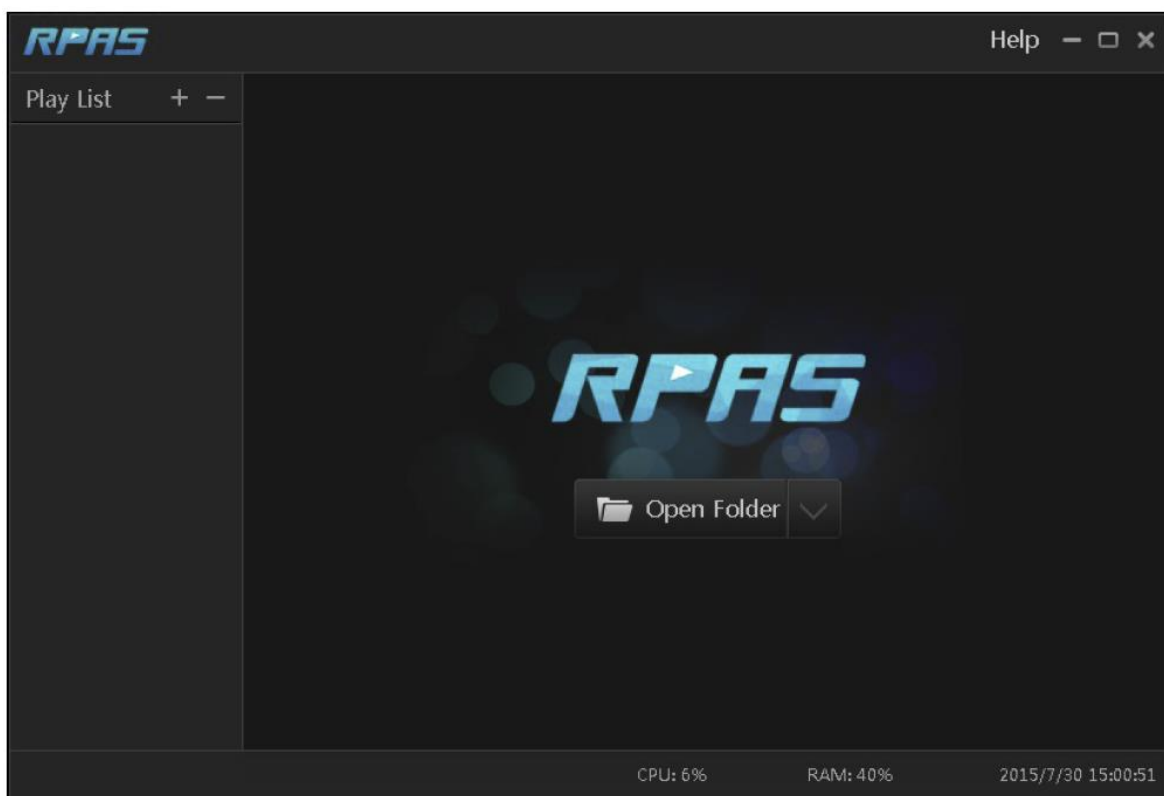 RPAS
Help
Play List + −
RPAS
Open Folder
CPU: 6% RAM: 40% 2015/7/30 15:00:51